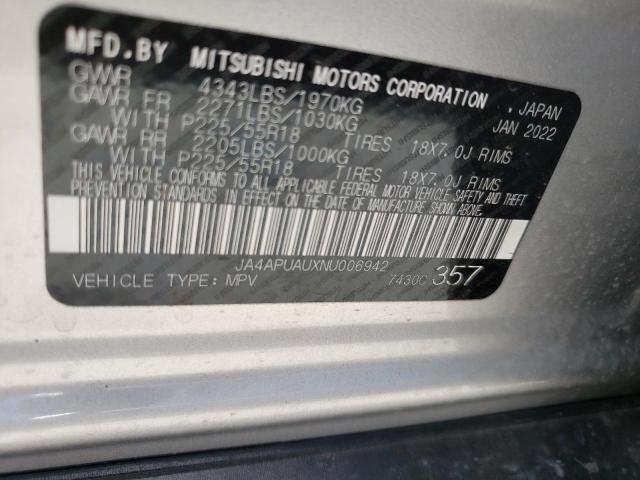 MFD.BY MITSUBISHI MOTORS CORPORATION, JAPAN
GVWR 4343LBS/1970KG JAN 2022
GAWR FR 2271LBS/1030KG
WITH P225/55R18 TIRES 18X7.0J RIMS
GAWR RR 2205LBS/1000KG
WITH P225/55R18 TIRES 18X7.0J RIMS
THIS VEHICLE CONFORMS TO ALL APPLICABLE FEDERAL MOTOR VEHICLE SAFETY AND THEFT
PREVENTION STANDARDS IN EFFECT ON THE DATE OF MANUFACTURE SHOWN ABOVE.
JA4APUAUXNU006942
VEHICLE TYPE: MPV 7430C 357